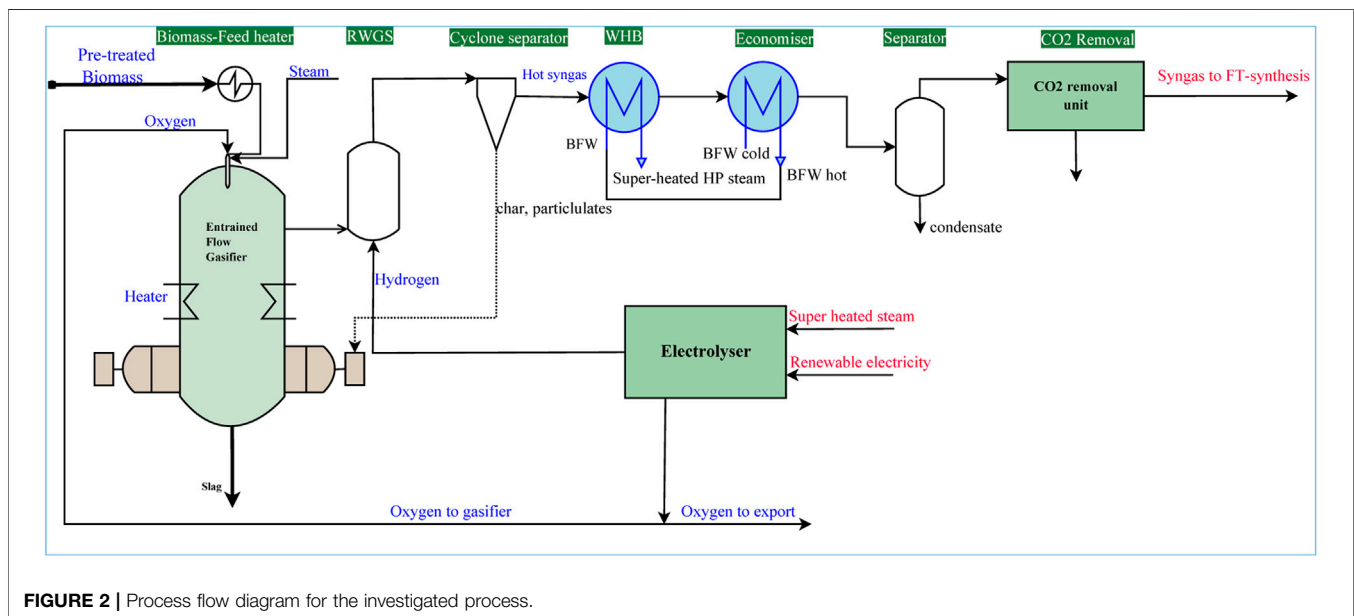 Biomass-Feed heater
RWGS
Cyclone separator
WHB
Economiser
Separator
CO2 Removal
Pre-treated
Biomass
Steam
Hot syngas
CO2 removal
unit
Syngas to FT-synthesis
Oxygen
BFW
BFW cold
Super-heated HP steam
BFW hot
char, particlulates
condensate
Entrained
Flow
Gasifier
Hydrogen
Heater
Electrolyser
Super heated steam
Renewable electricity
Slag
Oxygen to gasifier
Oxygen to export
FIGURE 2 | Process flow diagram for the investigated process.